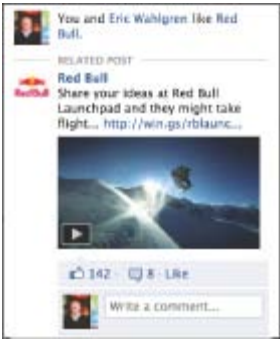 You and Eric Wahlgren like Red
Bull.
RELATED POST
Red Bull
RedBull
Share your ideas at Red Bull
Launchpad and they might take
flight... http://win.gs/rblaunc...
142 · 8 · Like
Write a comment...